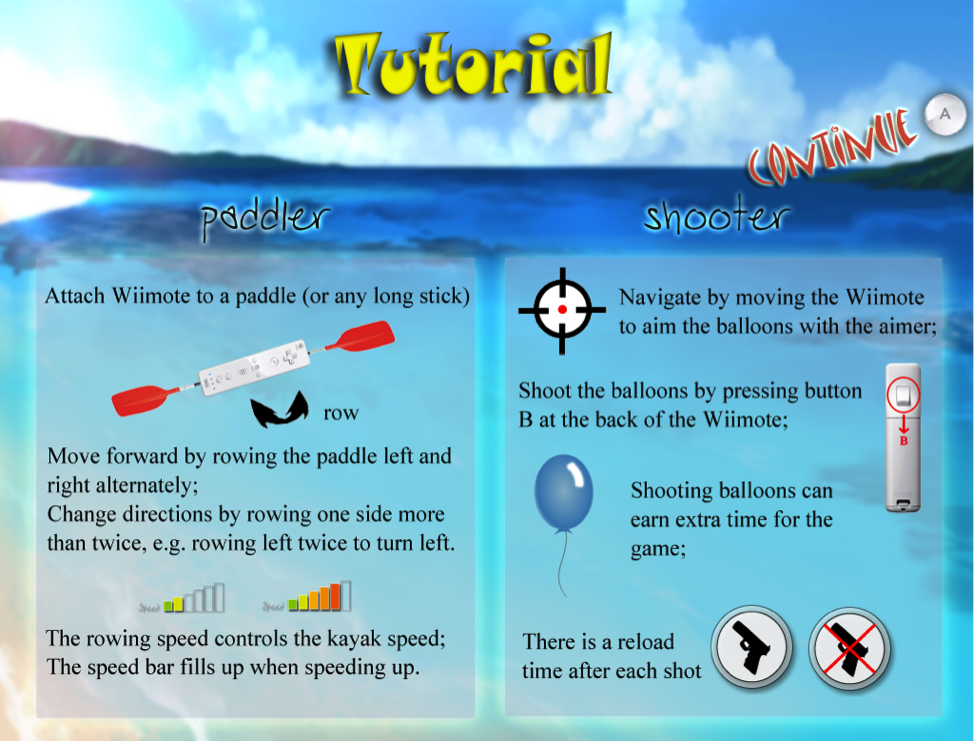 Tutorial
CONTINUE A
paddler
Attach Wiimote to a paddle (or any long stick)
row
Move forward by rowing the paddle left and
right alternately;
Change directions by rowing one side more
than twice, e.g. rowing left twice to turn left.
Speed Speed
The rowing speed controls the kayak speed;
The speed bar fills up when speeding up.
shooter
Navigate by moving the Wiimote
to aim the balloons with the aimer;
Shoot the balloons by pressing button
B at the back of the Wiimote;
B
Shooting balloons can
earn extra time for the
game;
There is a reload
time after each shot